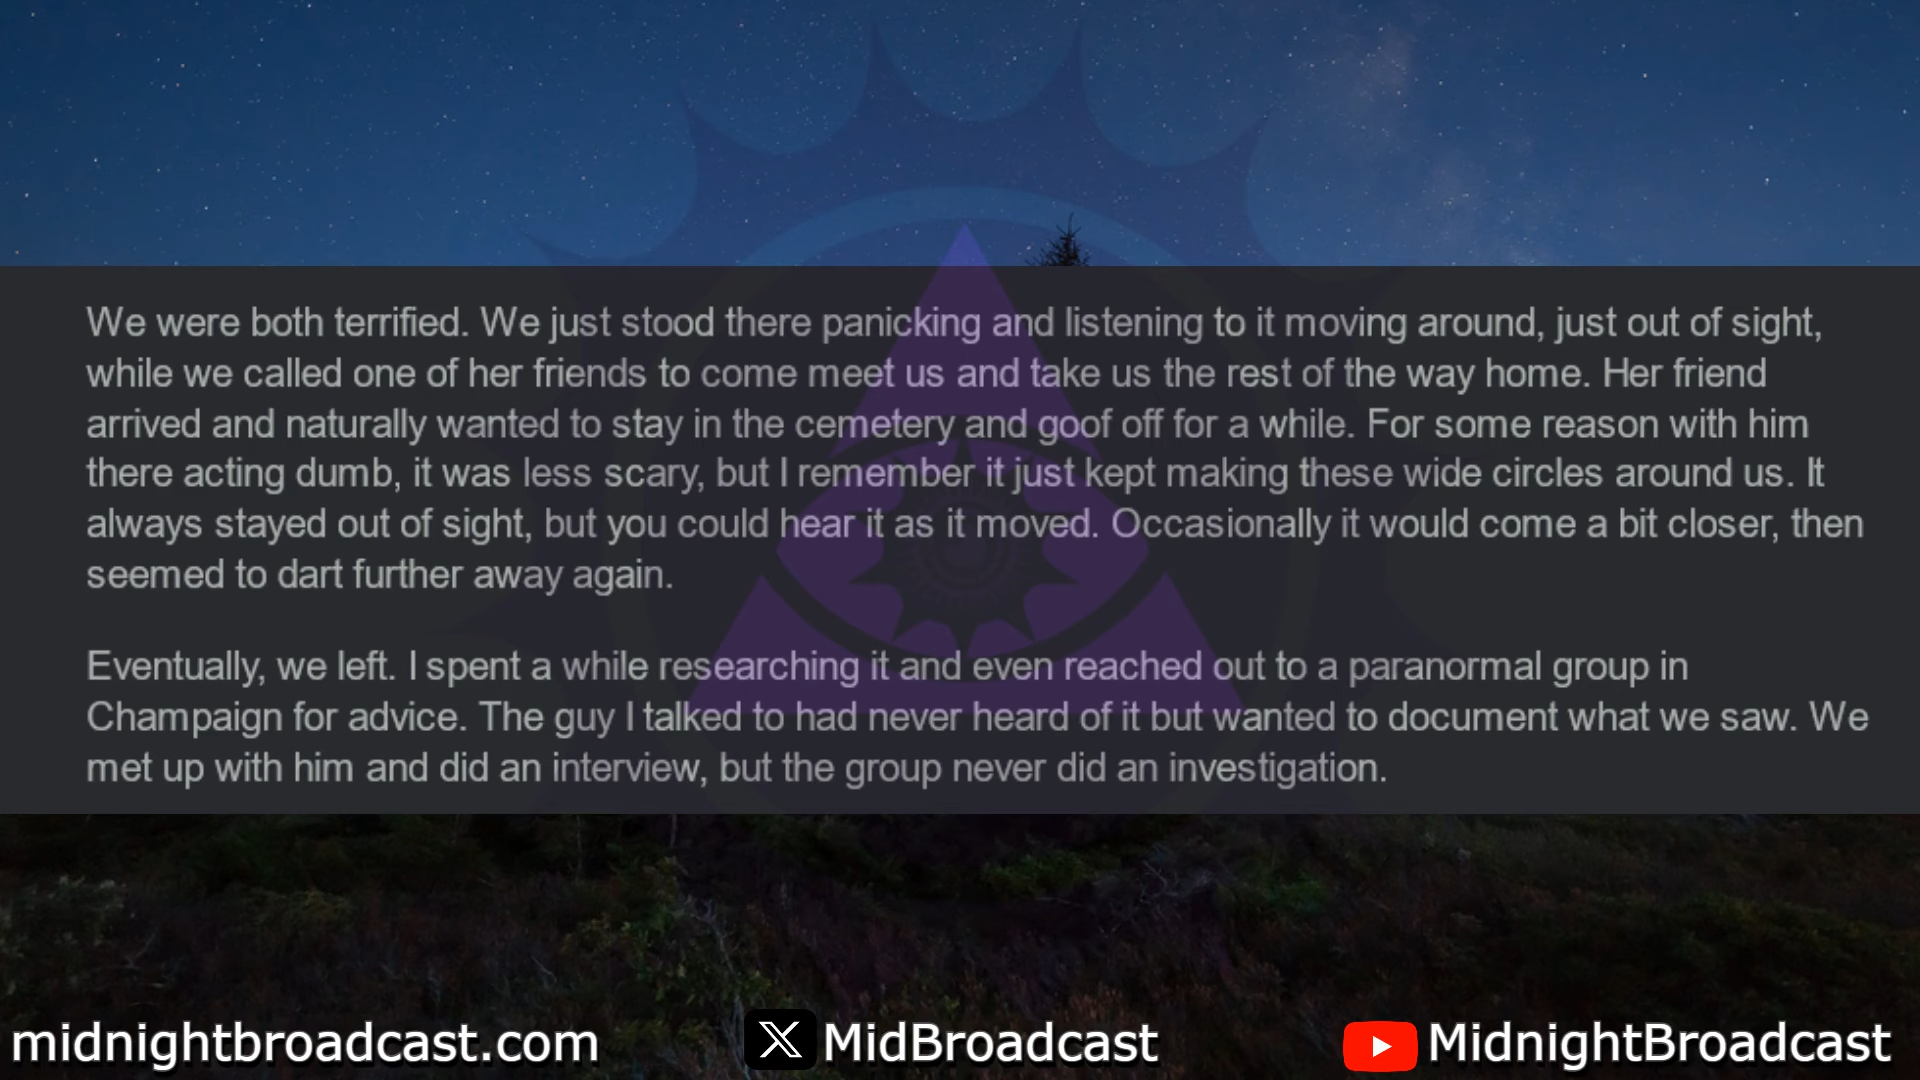 We were both terrified. We just stood there panicking and listening to it moving around, just out of sight,
while we called one of her friends to come meet us and take us the rest of the way home. Her friend
arrived and naturally wanted to stay in the cemetery and goof off for a while. For some reason with him
there acting dumb, it was less scary, but I remember it just kept making these wide circles around us. It
always stayed out of sight, but you could hear it as it moved. Occasionally it would come a bit closer, then
seemed to dart further away again.
Eventually, we left. I spent a while researching it and even reached out to a paranormal group in
Champaign for advice. The guy I talked to had never heard of it but wanted to document what we saw. We
met up with him and did an interview, but the group never did an investigation.
midnightbroadcast.com MidBroadcast MidnightBroadcast